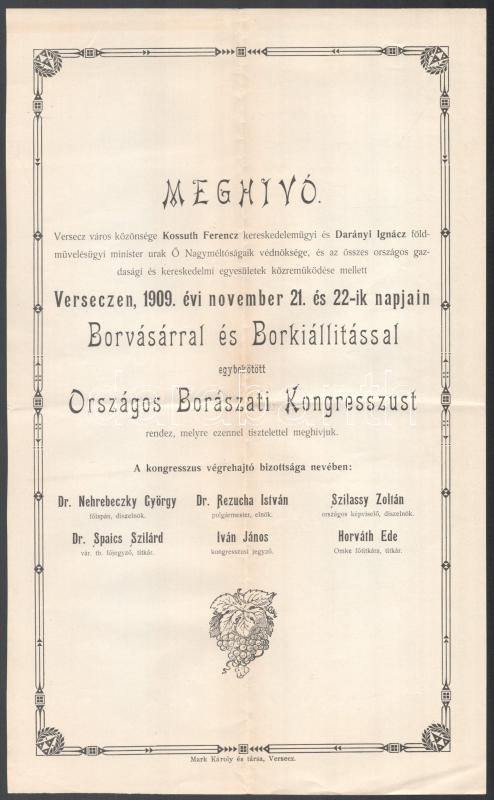 MEGHIVÓ.
Versecz város közönsége Kossuth Ferencz kereskedelemügyi és Darányi Ignácz föld-
művelésügyi minister urak Ő Nagyméltóságaik védnöksége, és az összes országos gaz-
dasági és kereskedelmi egyesületek közreműködése mellett
Verseczen, 1909. évi november 21. és 22-ik napjain
Borvásárral és Borkiállitással
egybekötött
Országos Borászati Kongresszust
rendez, melyre ezennel tisztelettel meghivjuk.
A kongresszus végrehajtó bizottsága nevében:
Dr. Nehrebeczky György Dr. Rezucha István Szilassy Zoltán
főispán, diszelnök. polgármester, elnök. országos képviselő, diszelnök.
Dr. Spaics Szilárd Iván János Horváth Ede
vár. tb. főjegyző, titkár. kongresszusi jegyző. Omke főtitkára, titkár.
Mark Károly és társa, Versecz.